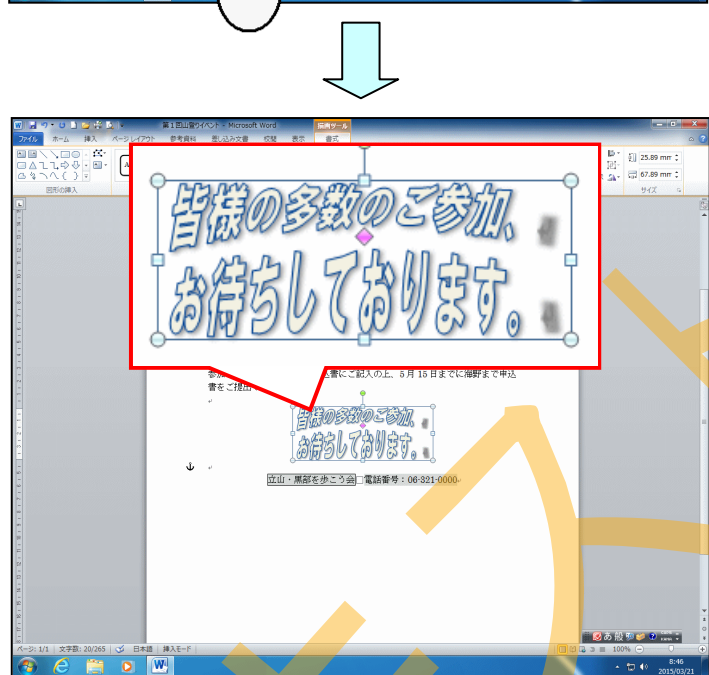 第1回山登りイベント - Microsoft Word
描画ツール
ファイル ホーム 挿入 ページ レイアウト 参考資料 差し込み文書 校閲 表示 書式
25.89 mm
67.89 mm
図形の挿入
サイズ
皆様の多数のご参加、
お待ちしております。
込書にご記入の上、5 月 15 日までに海野まで申込
書をご提出
皆様の多数のご参加、
お待ちしております。
立山・黒部を歩こう会 電話番号：06-321-0000
ページ: 1/1 文字数: 20/265 日本語 挿入モード
あ 般
100%
8:46
2015/03/21